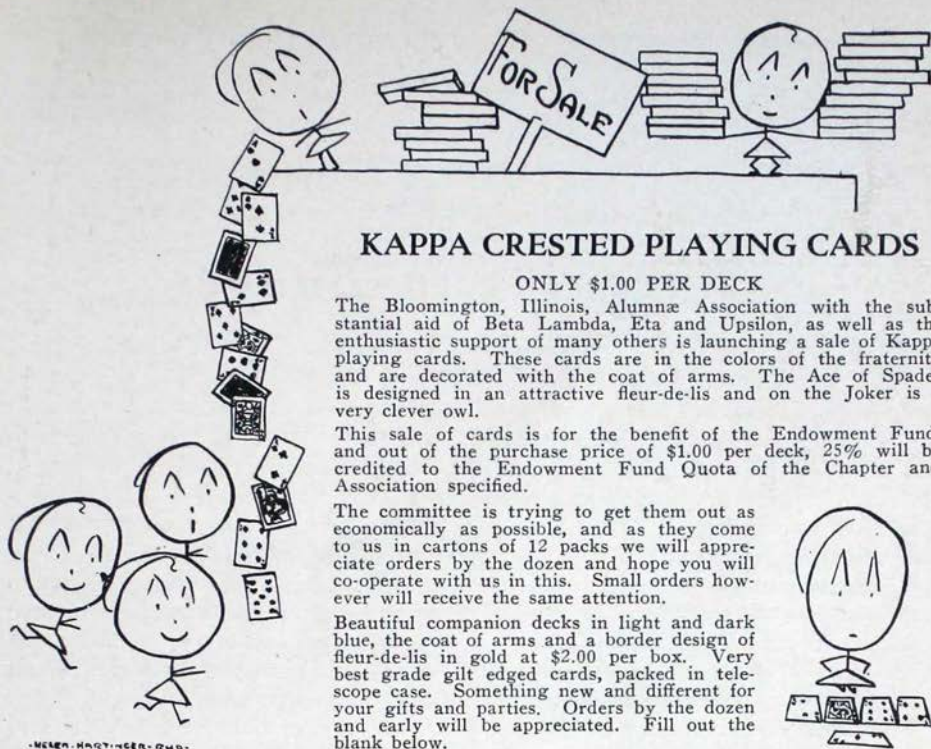 FOR SALE
KAPPA CRESTED PLAYING CARDS
ONLY $1.00 PER DECK
The Bloomington, Illinois, Alumnæ Association with the sub
stantial aid of Beta Lambda, Eta and Upsilon, as well as th
enthusiastic support of many others is launching a sale of Kapp
playing cards. These cards are in the colors of the fraternit
and are decorated with the coat of arms. The Ace of Spade
is designed in an attractive fleur-de-lis and on the Joker is
very clever owl.
This sale of cards is for the benefit of the Endowment Fund
and out of the purchase price of $1.00 per deck, 25% will b
credited to the Endowment Fund Quota of the Chapter an
Association specified.
The committee is trying to get them out as
economically as possible, and as they come
to us in cartons of 12 packs we will appre-
ciate orders by the dozen and hope you will
co-operate with us in this. Small orders how-
ever will receive the same attention.
Beautiful companion decks in light and dark
blue, the coat of arms and a border design of
fleur-de-lis in gold at $2.00 per box. Very
best grade gilt edged cards, packed in tele-
scope case. Something new and different for
your gifts and parties. Orders by the dozen
and early will be appreciated. Fill out the
blank below.